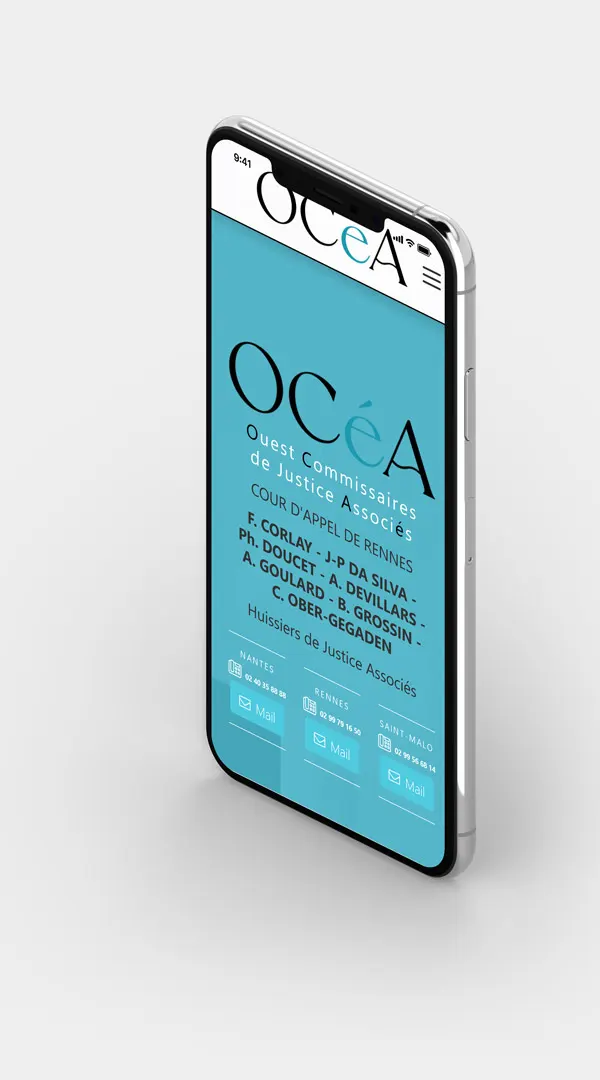 9:41
OCéA
OCéA
Ouest Commissaires
de Justice Associés
COUR D'APPEL DE RENNES
F. CORLAY - J-P DA SILVA -
Ph. DOUCET - A. DEVILLARS -
A. GOULARD - B. GROSSIN -
C. OBER-GEGADEN
Huissiers de Justice Associés
NANTES
02 40 35 88 88
Mail
RENNES
02 99 79 16 50
Mail
SAINT-MALO
02 99 56 68 14
Mail